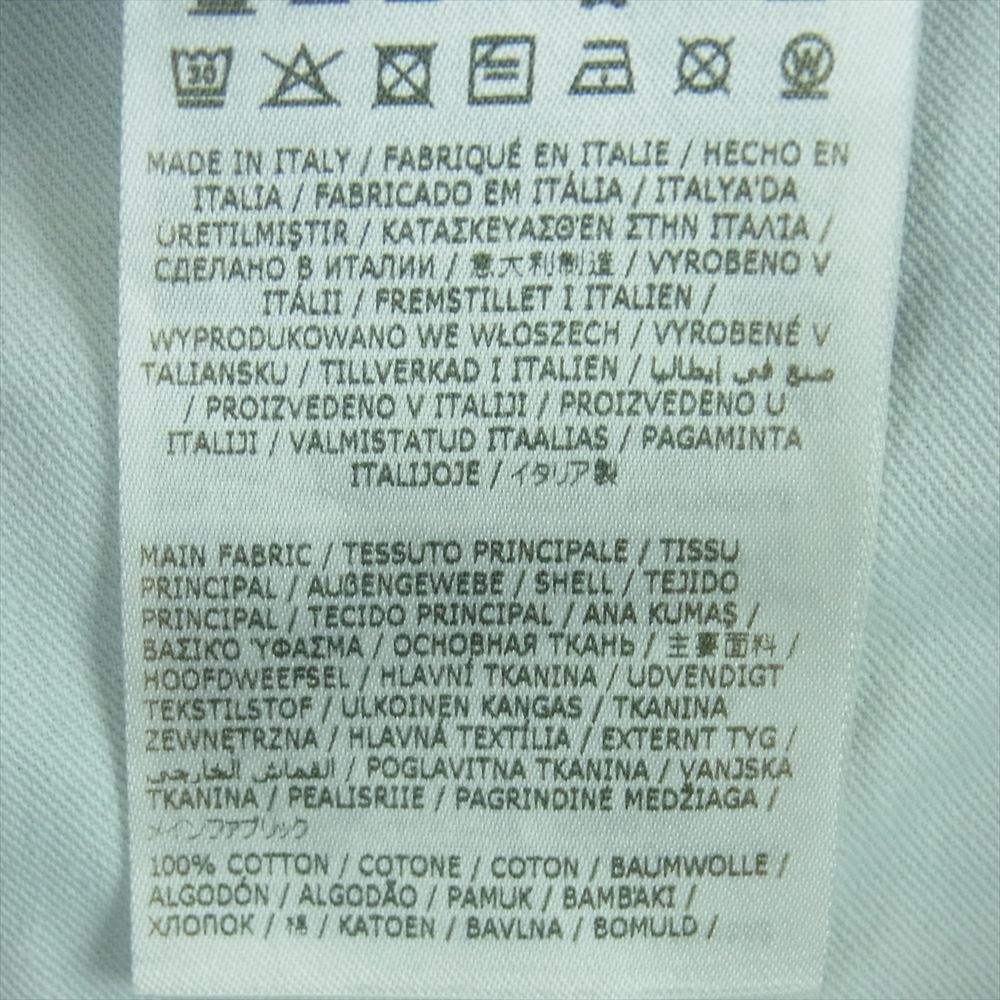 30 W
MADE IN ITALY / FABRIQUÉ EN ITALIE / HECHO EN
ITALIA / FABRICADO EM ITÁLIA / ITALYA'DA
ÜRETILMIŞTIR / ΚΑΤΑΣΚΕΥΑΣΘΕΝ ΣΤΗΝ ΙΤΑΛΙΑ /
СДЕЛАНО В ИТАЛИИ / 意大利制造 / VYROBENO V
ITÁLII / FREMSTILLET I ITALIEN /
WYPRODUKOWANO WE WŁOSZECH / VYROBENÉ V
TALIANSKU / TILLVERKAD I ITALIEN / صنع في إيطاليا
/ PROIZVEDENO V ITALIJI / PROIZVEDENO U
ITALIJI / VALMISTATUD ITAALIAS / PAGAMINTA
ITALIJOJE / イタリア製
MAIN FABRIC / TESSUTO PRINCIPALE / TISSU
PRINCIPAL / AUßENGEWEBE / SHELL / TEJIDO
PRINCIPAL / TECIDO PRINCIPAL / ANA KUMAŞ /
ΒΑΣΙΚΌ ΎΦΑΣΜΑ / ОСНОВНАЯ ТКАНЬ / 主要面料 /
HOOFDWEEFSEL / HLAVNÍ TKANINA / UDVENDIGT
TEKSTILSTOF / ULKOINEN KANGAS / TKANINA
ZEWNĘTRZNA / HLAVNÁ TEXTÍLIA / EXTERNT TYG /
القماش الخارجي / POGLAVITNA TKANINA / VANJSKA
TKANINA / PEALISRIIE / PAGRINDINĖ MEDŽIAGA /
メインファブリック
100% COTTON / COTONE / COTON / BAUMWOLLE /
ALGODÓN / ALGODÃO / PAMUK / ΒΑΜΒΆΚΙ /
ХЛОПОК / 棉 / KATOEN / BAVLNA / BOMULD /